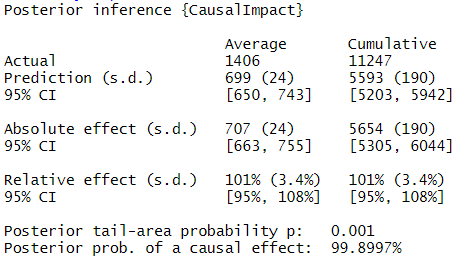 Posterior inference {CausalImpact}
Average Cumulative
Actual 1406 11247
Prediction (s.d.) 699 (24) 5593 (190)
95% CI [650, 743] [5203, 5942]
Absolute effect (s.d.) 707 (24) 5654 (190)
95% CI [663, 755] [5305, 6044]
Relative effect (s.d.) 101% (3.4%) 101% (3.4%)
95% CI [95%, 108%] [95%, 108%]
Posterior tail-area probability p: 0.001
Posterior prob. of a causal effect: 99.8997%